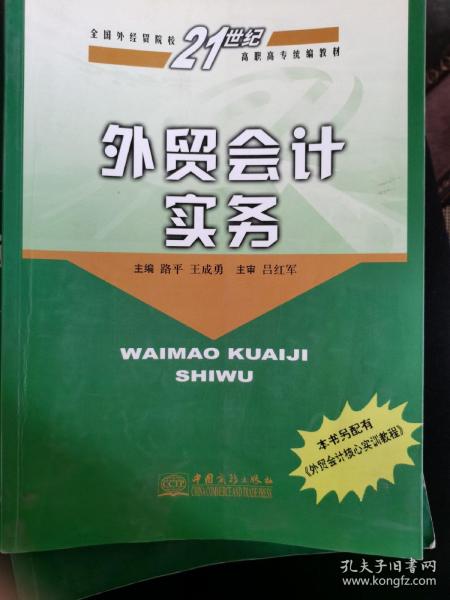 全国外经贸院校
21世纪
高职高专统编教材
外贸会计
实务
主编 路平 王成勇 主审 吕红军
WAIMAO KUAIJI
SHIWU
本书另配有
《外贸会计核心实训教程》
CCTP
中国商务出版社
CHINA COMMERCE AND TRADE PRESS
孔夫子旧书网
www.kongfz.com